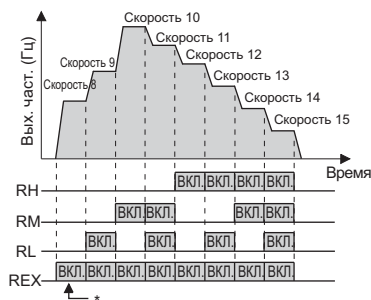 Вых. част. (Гц)
Скорость 10
Скорость 11
Скорость 9
Скорость 12
Скорость 8
Скорость 13
Скорость 14
Скорость 15
Время
RH ВКЛ. ВКЛ. ВКЛ. ВКЛ.
RM ВКЛ. ВКЛ. ВКЛ. ВКЛ.
RL ВКЛ. ВКЛ. ВКЛ. ВКЛ.
REX ВКЛ. ВКЛ. ВКЛ. ВКЛ. ВКЛ. ВКЛ. ВКЛ. ВКЛ.
*